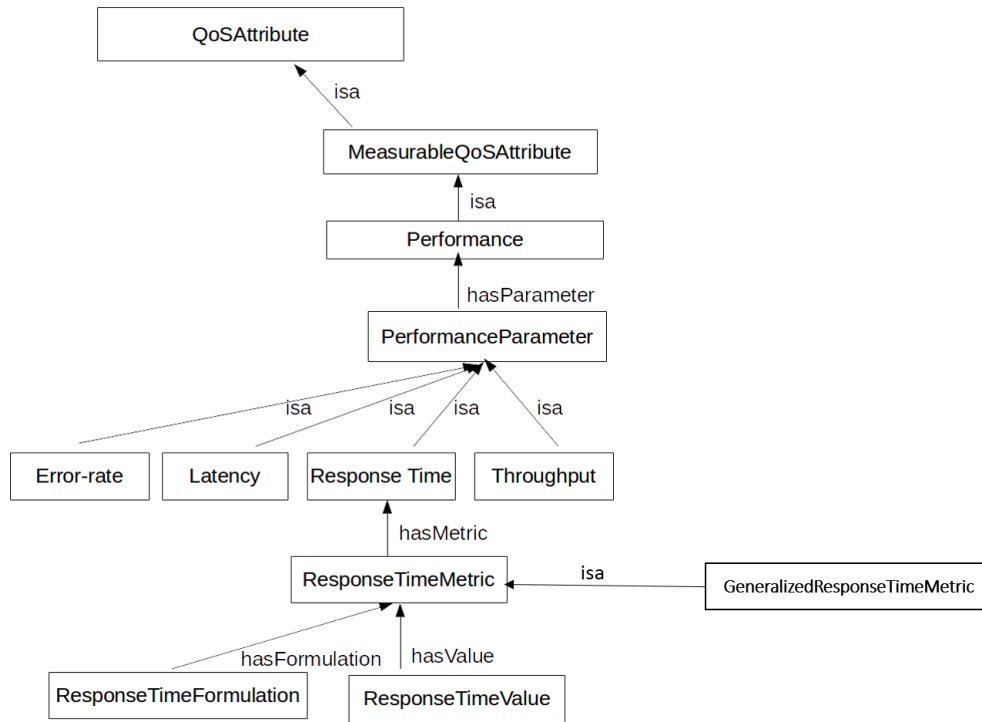 QoSAttribute
isa
MeasurableQoSAttribute
isa
Performance
hasParameter
PerformanceParameter
isa
isa
isa
isa
Error-rate
Latency
Response Time
Throughput
hasMetric
ResponseTimeMetric
isa
GeneralizedResponseTimeMetric
hasFormulation
hasValue
ResponseTimeFormulation
ResponseTimeValue